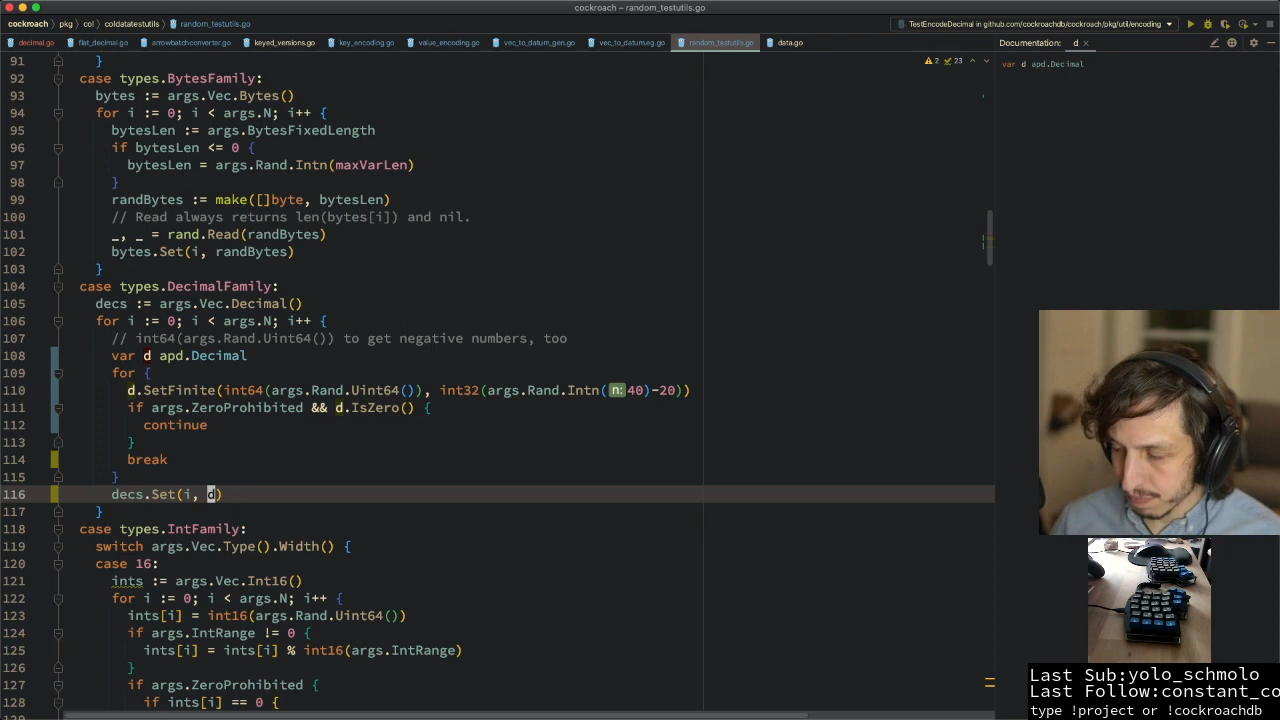 cockroach – random_testutils.go
cockroach › pkg › col › coldatatestutils › random_testutils.go
TestEncodeDecimal in github.com/cockroachdb/cockroach/pkg/util/encoding
decimal.go flat_decimal.go arrowbatchconverter.go keyed_versions.go key_encoding.go value_encoding.go vec_to_datum_gen.go vec_to_datum.eg.go random_testutils.go data.go
Documentation: d ×
var d apd.Decimal
2 23
91 }
92 case types.BytesFamily:
93 bytes := args.Vec.Bytes()
94 for i := 0; i < args.N; i++ {
95 bytesLen := args.BytesFixedLength
96 if bytesLen <= 0 {
97 bytesLen = args.Rand.Intn(maxVarLen)
98 }
99 randBytes := make([]byte, bytesLen)
100 // Read always returns len(bytes[i]) and nil.
101 _, _ = rand.Read(randBytes)
102 bytes.Set(i, randBytes)
103 }
104 case types.DecimalFamily:
105 decs := args.Vec.Decimal()
106 for i := 0; i < args.N; i++ {
107 // int64(args.Rand.Uint64()) to get negative numbers, too
108 var d apd.Decimal
109 for {
110 d.SetFinite(int64(args.Rand.Uint64()), int32(args.Rand.Intn( n: 40)-20))
111 if args.ZeroProhibited && d.IsZero() {
112 continue
113 }
114 break
115 }
116 decs.Set(i, d)
117 }
118 case types.IntFamily:
119 switch args.Vec.Type().Width() {
120 case 16:
121 ints := args.Vec.Int16()
122 for i := 0; i < args.N; i++ {
123 ints[i] = int16(args.Rand.Uint64())
124 if args.IntRange != 0 {
125 ints[i] = ints[i] % int16(args.IntRange)
126 }
127 if args.ZeroProhibited {
128 if ints[i] == 0 {
Last Sub:yolo_schmolo
Last Follow:constant_co
type !project or !cockroachdb